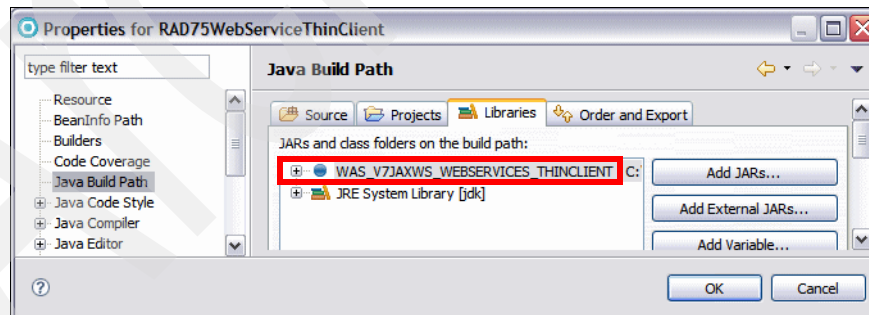 Properties for RAD75WebServiceThinClient
type filter text
Resource
BeanInfo Path
Builders
Code Coverage
Java Build Path
Java Code Style
Java Compiler
Java Editor
Java Build Path
Source Projects Libraries Order and Export
JARs and class folders on the build path:
WAS_V7JAXWS_WEBSERVICES_THINCLIENT C:
JRE System Library [jdk]
Add JARs...
Add External JARs...
Add Variable...
OK Cancel